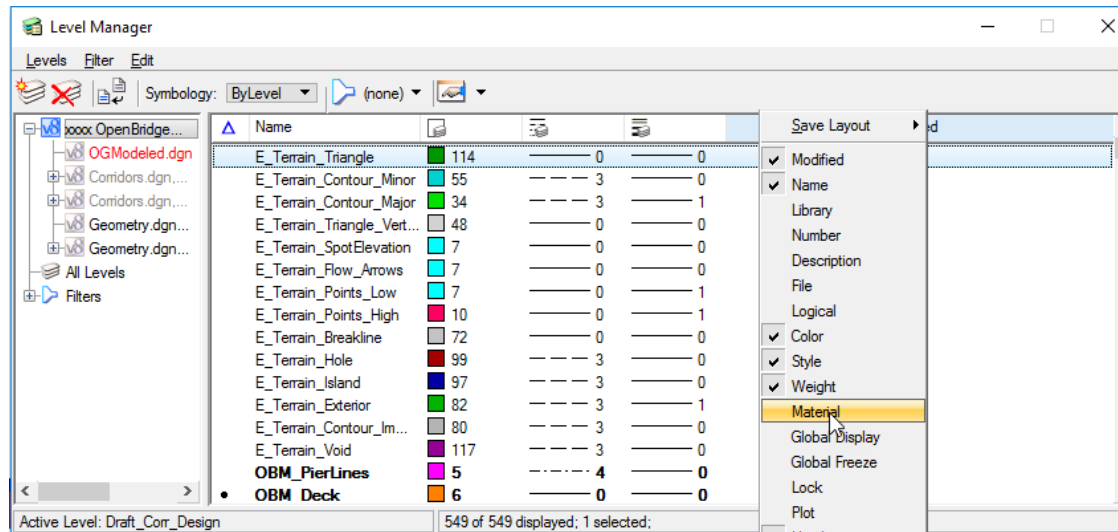 Level Manager
Levels Filter Edit
Symbology: ByLevel (none)
xxxx OpenBridge...
OGModeled.dgn
Corridors.dgn,...
Corridors.dgn,...
Geometry.dgn...
Geometry.dgn...
All Levels
Filters
Name
E_Terrain_Triangle 114 0 0
E_Terrain_Contour_Minor 55 3 0
E_Terrain_Contour_Major 34 3 1
E_Terrain_Triangle_Vert... 48 0 0
E_Terrain_SpotElevation 7 0 0
E_Terrain_Flow_Arrows 7 0 0
E_Terrain_Points_Low 7 0 1
E_Terrain_Points_High 10 0 1
E_Terrain_Breakline 72 0 0
E_Terrain_Hole 99 3 0
E_Terrain_Island 97 3 0
E_Terrain_Exterior 82 3 1
E_Terrain_Contour_Im... 80 3 0
E_Terrain_Void 117 3 0
OBM_PierLines 5 4 0
OBM_Deck 6 0 0
Save Layout
Modified
Name
Library
Number
Description
File
Logical
Color
Style
Weight
Material
Global Display
Global Freeze
Lock
Plot
Active Level: Draft_Corr_Design
549 of 549 displayed; 1 selected;